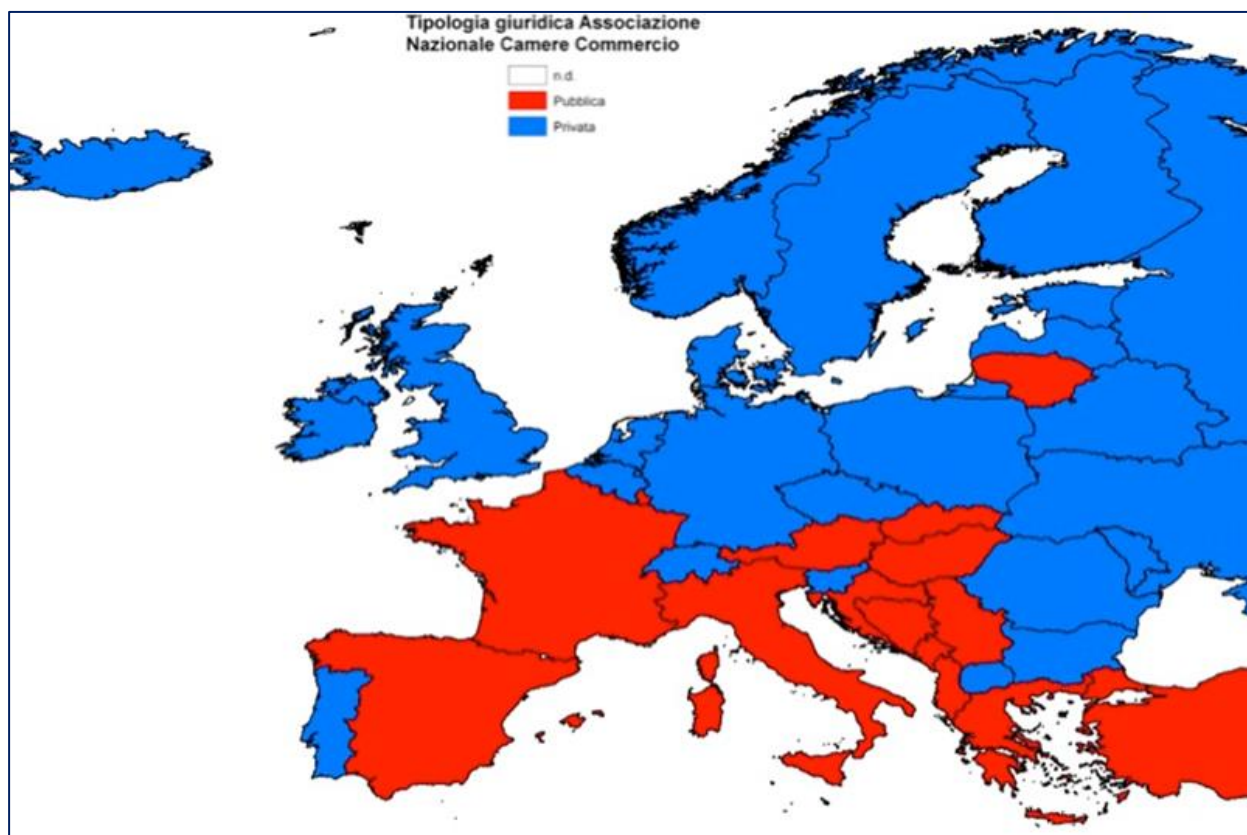 Tipologia giuridica Associazione
Nazionale Camere Commercio
n.d.
Pubblica
Privata